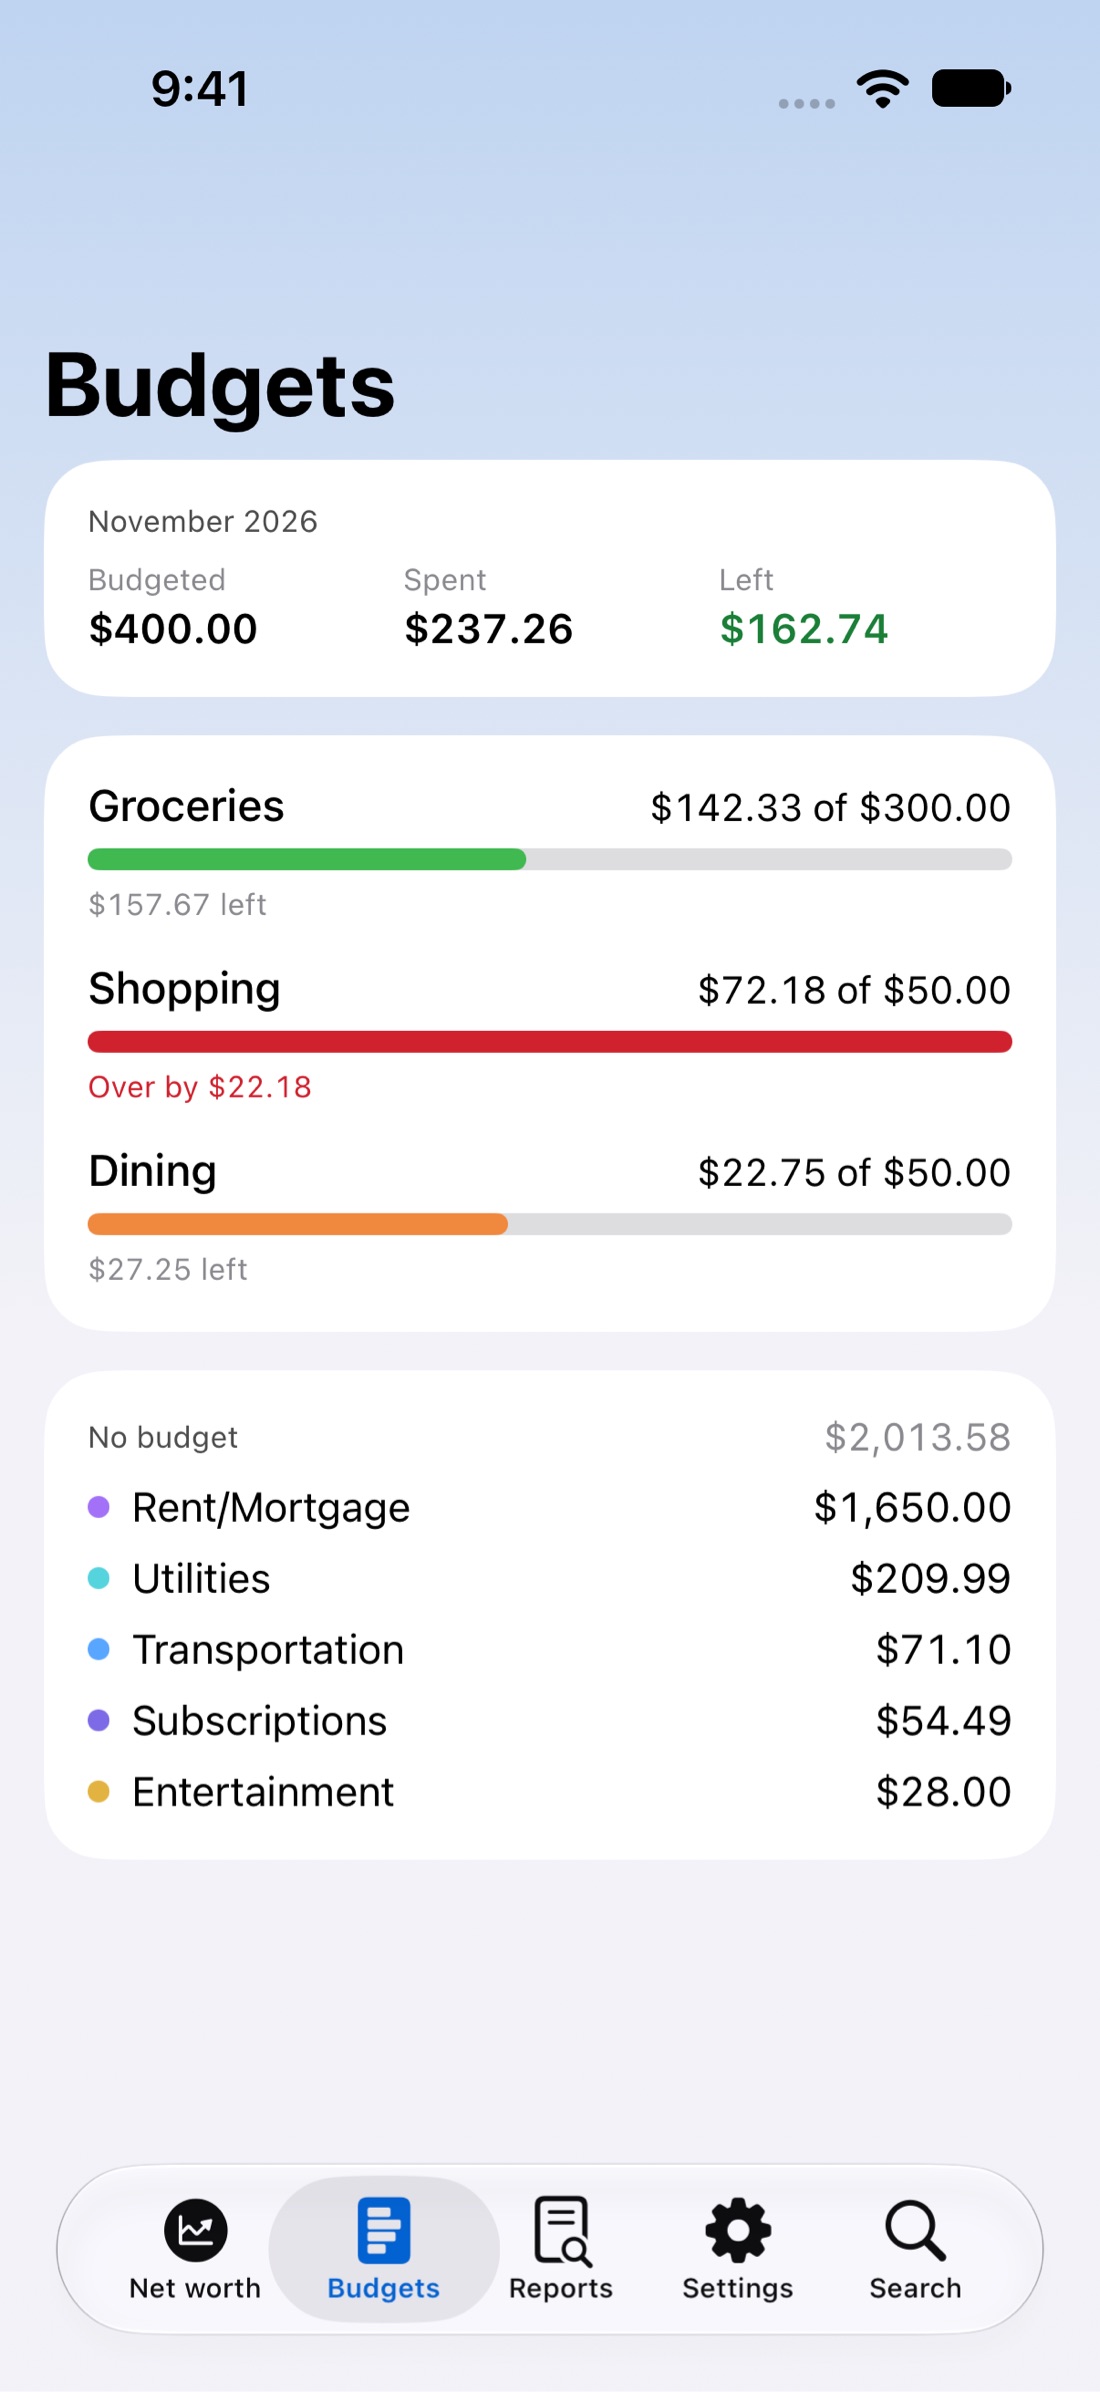 9:41
Budgets
November 2026
Budgeted Spent Left
$400.00 $237.26 $162.74
Groceries $142.33 of $300.00
$157.67 left
Shopping $72.18 of $50.00
Over by $22.18
Dining $22.75 of $50.00
$27.25 left
No budget $2,013.58
Rent/Mortgage $1,650.00
Utilities $209.99
Transportation $71.10
Subscriptions $54.49
Entertainment $28.00
Net worth Budgets Reports Settings Search